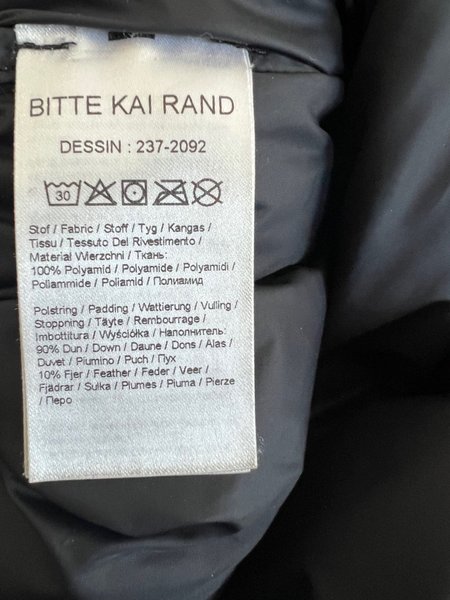 BITTE KAI RAND
DESSIN : 237-2092
30
Stof / Fabric / Stoff / Tyg / Kangas /
Tissu / Tessuto Del Rivestimento /
Material Wierzchni / Ткань:
100% Polyamid / Polyamide / Polyamidi /
Poliammide / Poliamid / Полиамид
Polstring / Padding / Wattierung / Vulling /
Stoppning / Täyte / Rembourrage /
Imbottitura / Wyściółka / Наполнитель:
90% Dun / Down / Daune / Dons / Alas /
Duvet / Piumino / Puch / Пух
10% Fjer / Feather / Feder / Veer /
Fjädrar / Sulka / Plumes / Piuma / Pierze
/ Перо